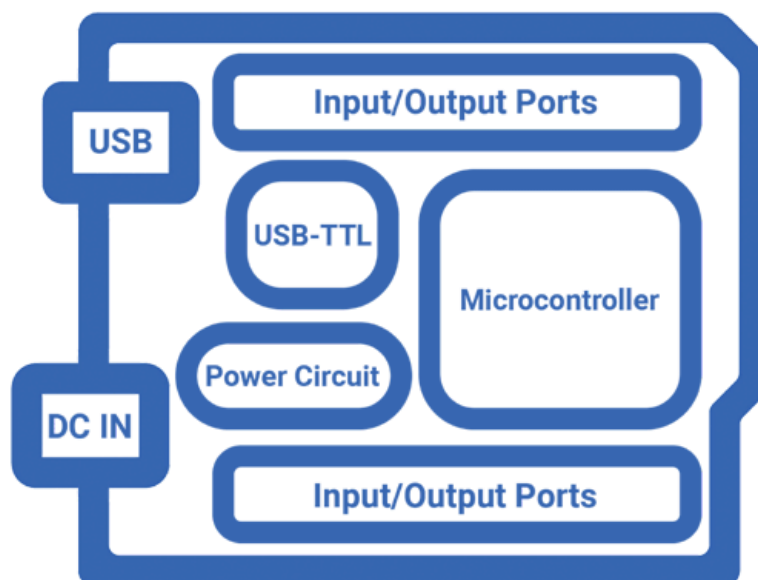 Input/Output Ports
USB
USB-TTL
Microcontroller
Power Circuit
DC IN
Input/Output Ports